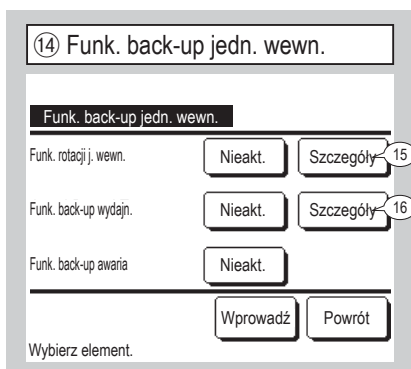 ⑭ Funk. back-up jedn. wewn.
Funk. back-up jedn. wewn.
Funk. rotacji j. wewn. Nieakt. Szczegóły 15
Funk. back-up wydajn. Nieakt. Szczegóły 16
Funk. back-up awaria Nieakt.
Wprowadź Powrót
Wybierz element.